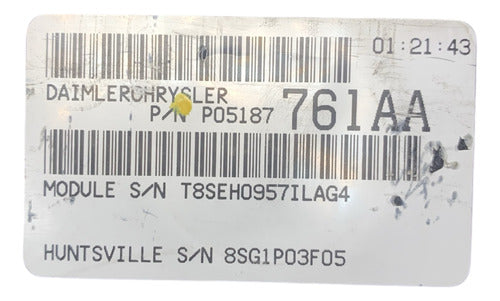 01:21:43
DAIMLERCHRYSLER
P/N P05187 761AA
MODULE S/N T8SEH0957ILAG4
HUNTSVILLE S/N 8SG1P03F05